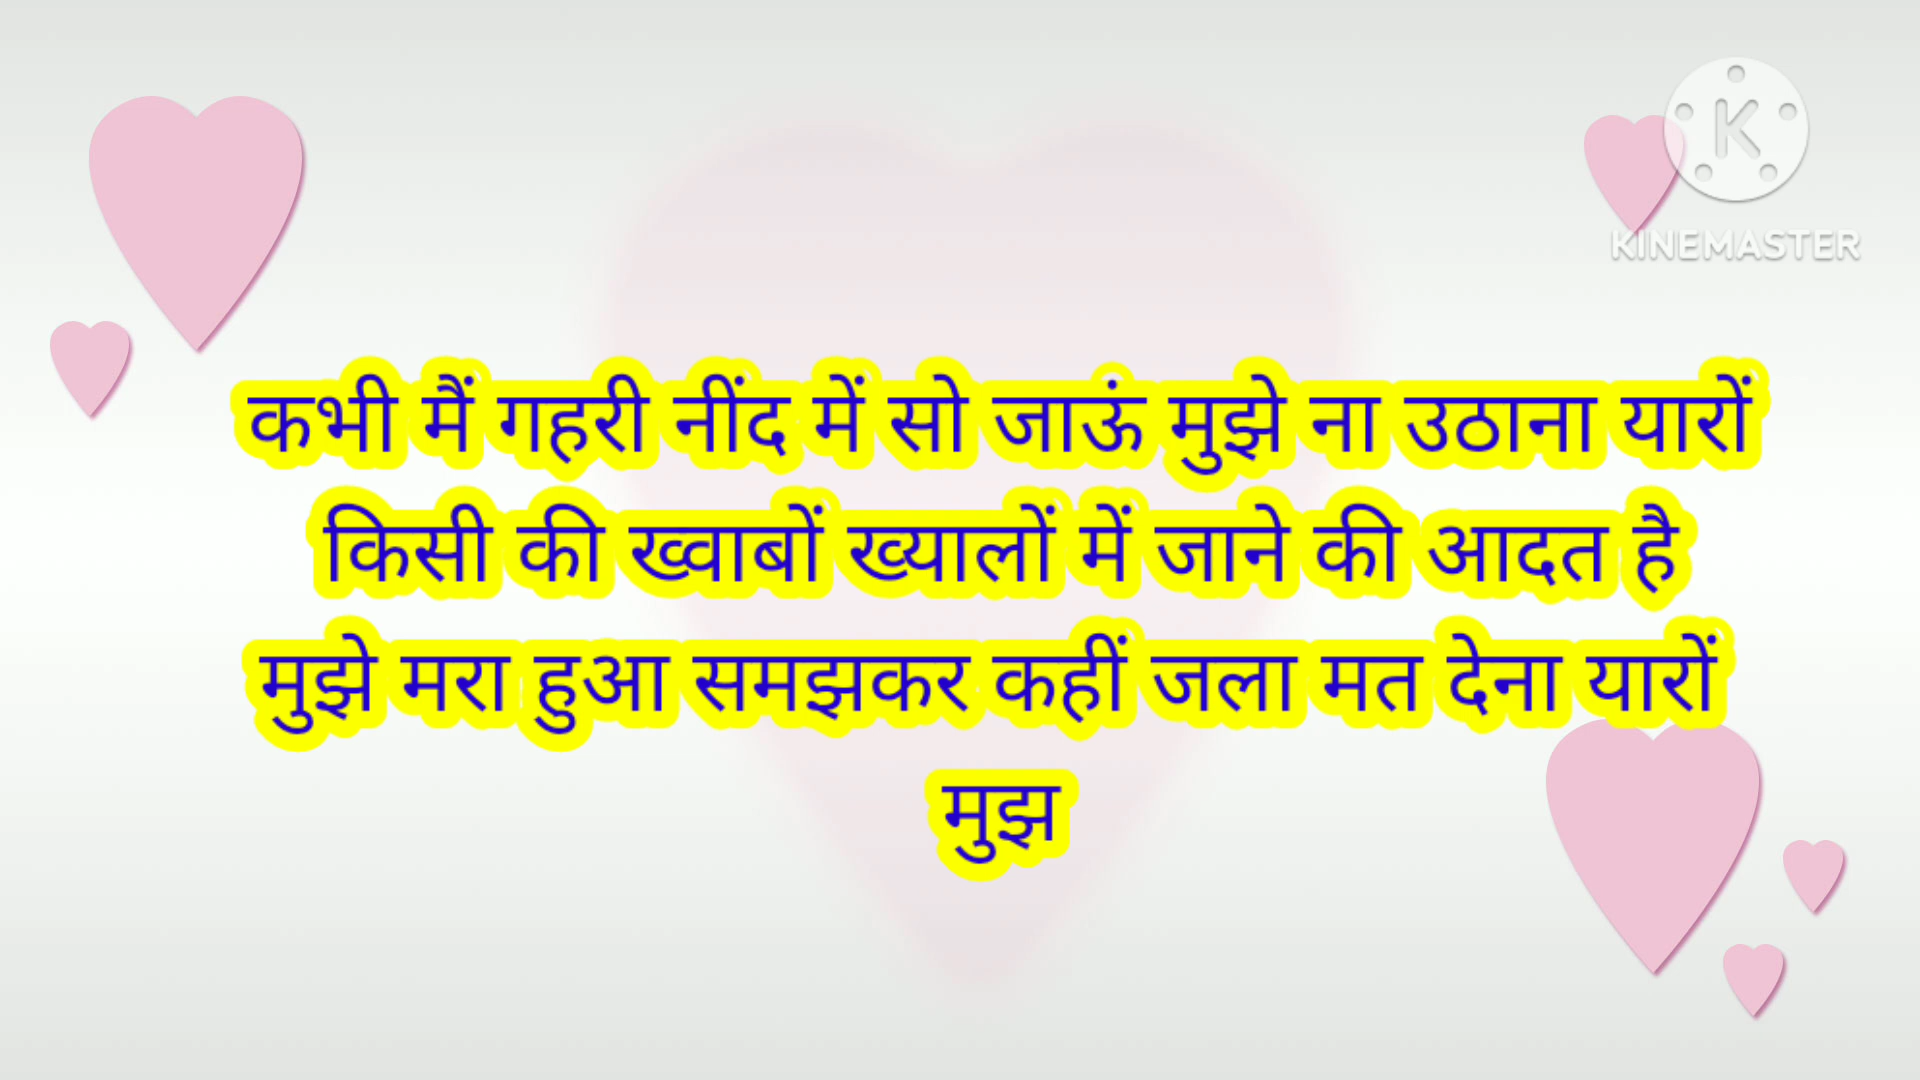 KINEMASTER
कभी मैं गहरी नींद में सो जाऊं मुझे ना उठाना यारों
किसी की ख्वाबों ख्यालों में जाने की आदत है
मुझे मरा हुआ समझकर कहीं जला मत देना यारों
मुझ